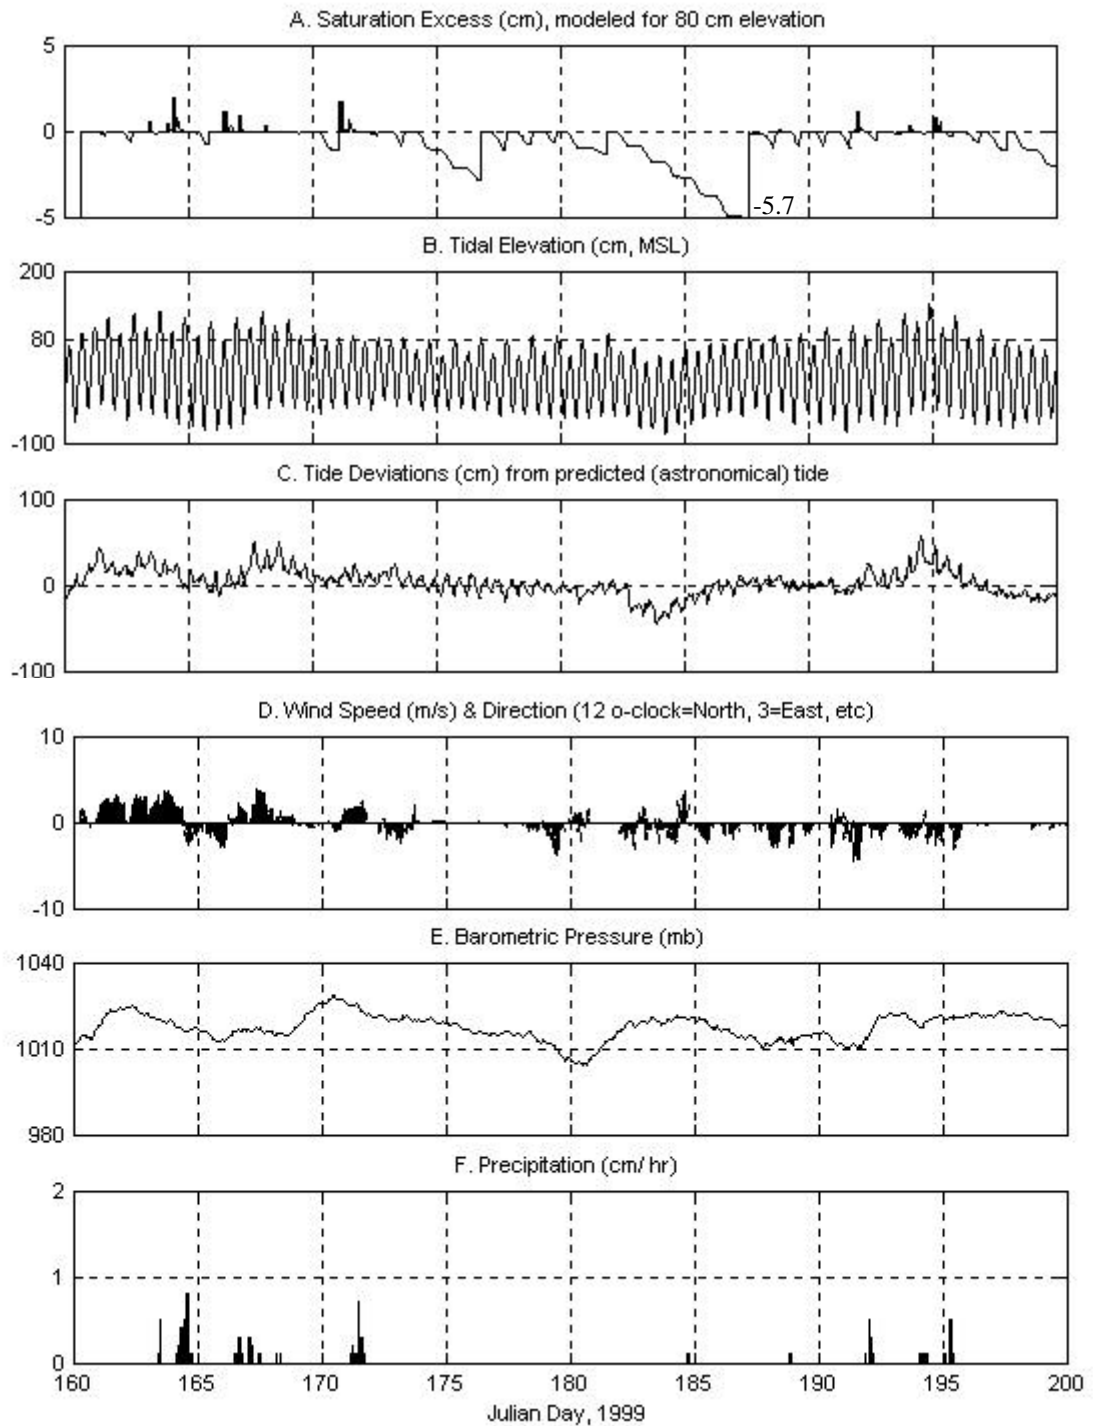 A. Saturation Excess (cm), modeled for 80 cm elevation
5
0
-5
-5.7
B. Tidal Elevation (cm, MSL)
200
80
-100
C. Tide Deviations (cm) from predicted (astronomical) tide
100
0
-100
D. Wind Speed (m/s) & Direction (12 o-clock=North, 3=East, etc)
10
0
-10
E. Barometric Pressure (mb)
1040
1010
980
F. Precipitation (cm/ hr)
2
1
0
160 165 170 175 180 185 190 195 200
Julian Day, 1999